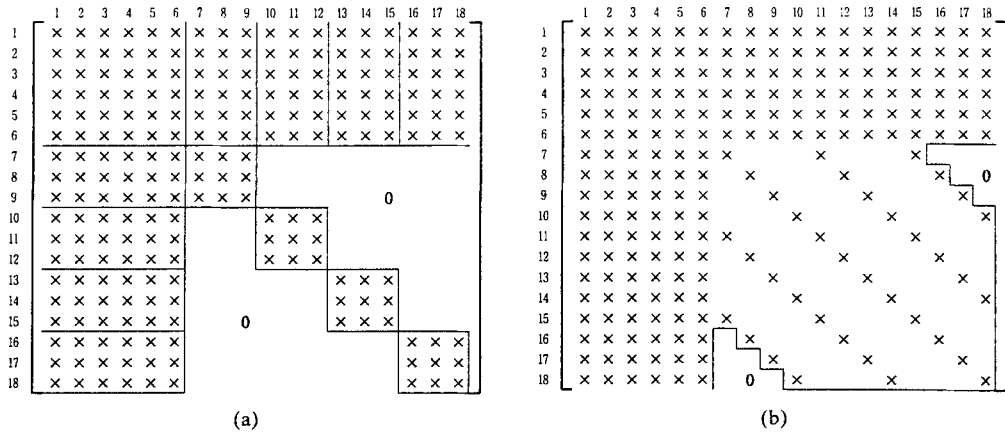 1 2 3 4 5 6 7 8 9 10 11 12 13 14 15 16 17 18
1 × × × × × × × × × × × × × × × × × ×
2 × × × × × × × × × × × × × × × × × ×
3 × × × × × × × × × × × × × × × × × ×
4 × × × × × × × × × × × × × × × × × ×
5 × × × × × × × × × × × × × × × × × ×
6 × × × × × × × × × × × × × × × × × ×
7 × × × × × × × × ×
8 × × × × × × × × ×
9 × × × × × × × × × 0
10 × × × × × × × × ×
11 × × × × × × × × ×
12 × × × × × × × × ×
13 × × × × × × × × ×
14 × × × × × × × × ×
15 × × × × × × 0 × × ×
16 × × × × × × × × ×
17 × × × × × × × × ×
18 × × × × × × × × ×
(a)
1 2 3 4 5 6 7 8 9 10 11 12 13 14 15 16 17 18
1 × × × × × × × × × × × × × × × × × ×
2 × × × × × × × × × × × × × × × × × ×
3 × × × × × × × × × × × × × × × × × ×
4 × × × × × × × × × × × × × × × × × ×
5 × × × × × × × × × × × × × × × × × ×
6 × × × × × × × × × × × × × × × × × ×
7 × × × × × × × × ×
8 × × × × × × × × × 0
9 × × × × × × × × ×
10 × × × × × × × × ×
11 × × × × × × × × ×
12 × × × × × × × × ×
13 × × × × × × × × ×
14 × × × × × × × × ×
15 × × × × × × × × ×
16 × × × × × × × × ×
17 × × × × × × × × ×
18 × × × × × × 0 × × ×
(b)